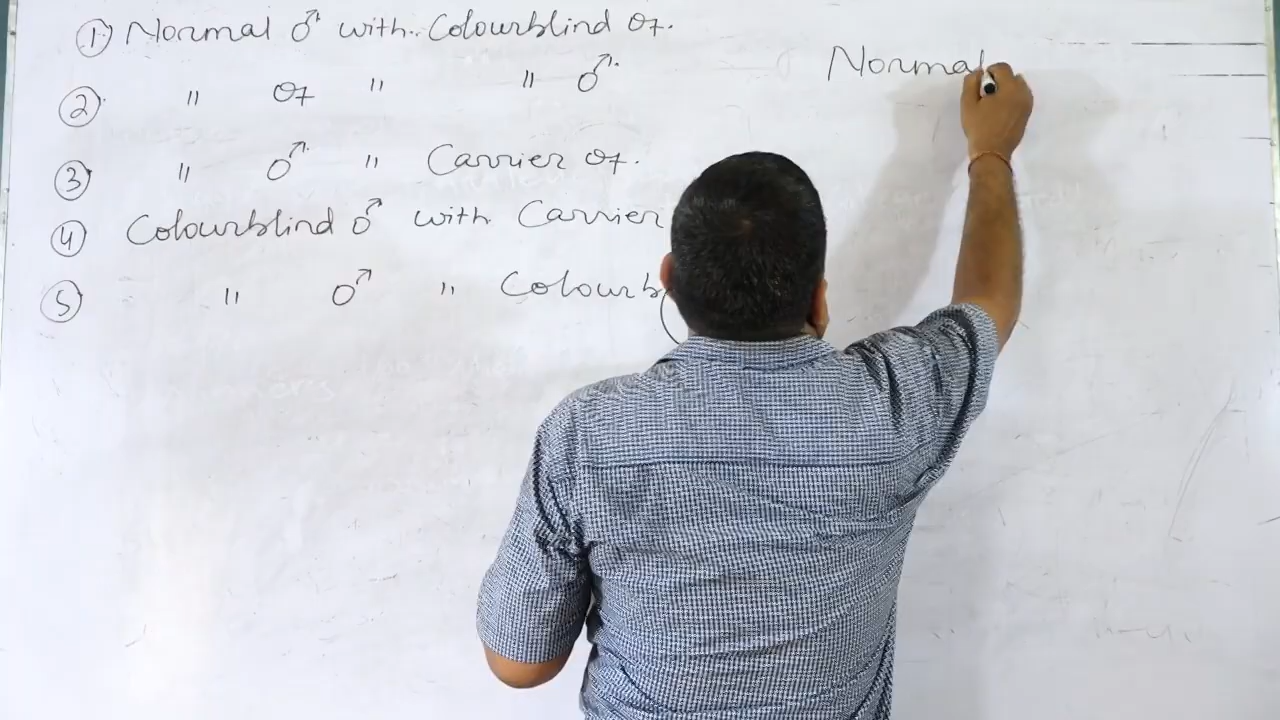 ① Normal ♂ with Colourblind ♀.
② " ♀ " " ♂.
③ " ♂ " Carrier ♀.
④ Colourblind ♂ with Carrier
⑤ " ♂ " Colourb
Normal